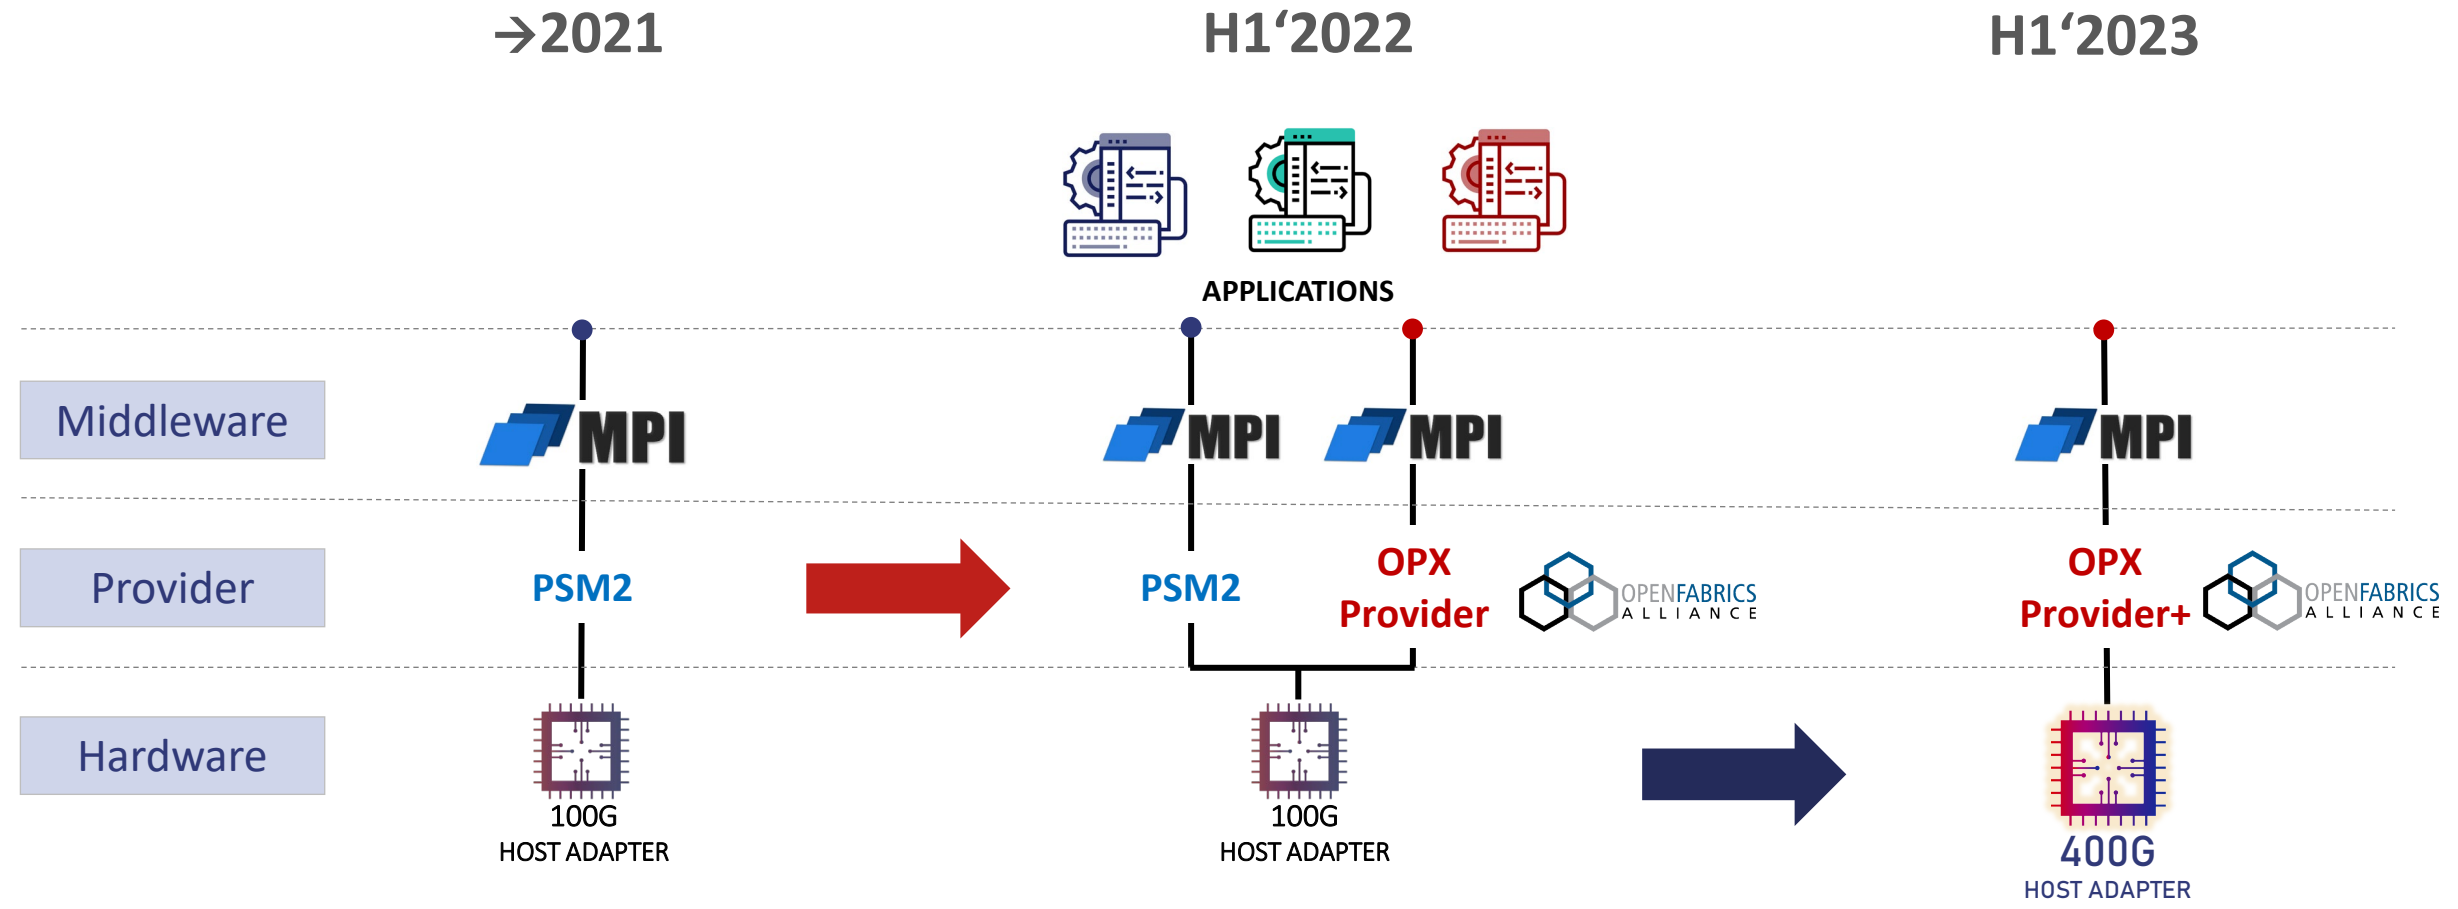 →2021
H1‘2022
H1‘2023
APPLICATIONS
Middleware
MPI
MPI
MPI
MPI
Provider
PSM2
PSM2
OPX
Provider
OPENFABRICS
ALLIANCE
OPX
Provider+
OPENFABRICS
ALLIANCE
Hardware
100G
HOST ADAPTER
100G
HOST ADAPTER
400G
HOST ADAPTER